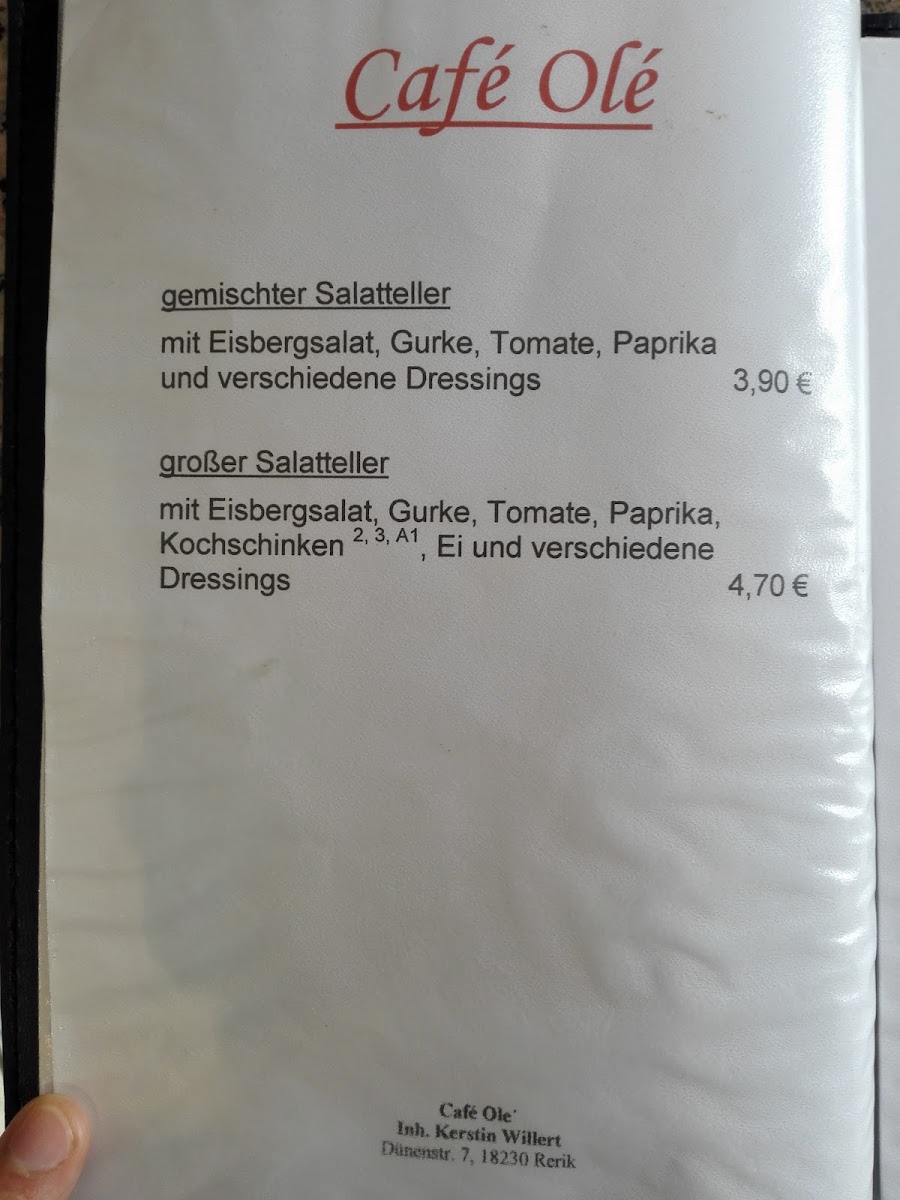 Café Olé
gemischter Salatteller
mit Eisbergsalat, Gurke, Tomate, Paprika
und verschiedene Dressings 3,90 €
großer Salatteller
mit Eisbergsalat, Gurke, Tomate, Paprika,
Kochschinken 2, 3, A1, Ei und verschiedene
Dressings 4,70 €
Café Ole´
Inh. Kerstin Willert
Dünenstr. 7, 18230 Rerik